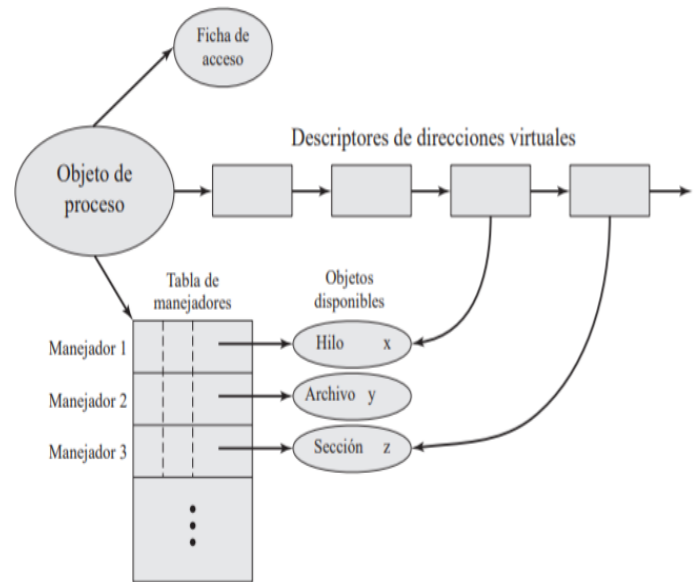 Ficha de
acceso
Descriptores de direcciones virtuales
Objeto de
proceso
Tabla de
manejadores
Objetos
disponibles
Manejador 1
Hilo x
Manejador 2
Archivo y
Manejador 3
Sección z